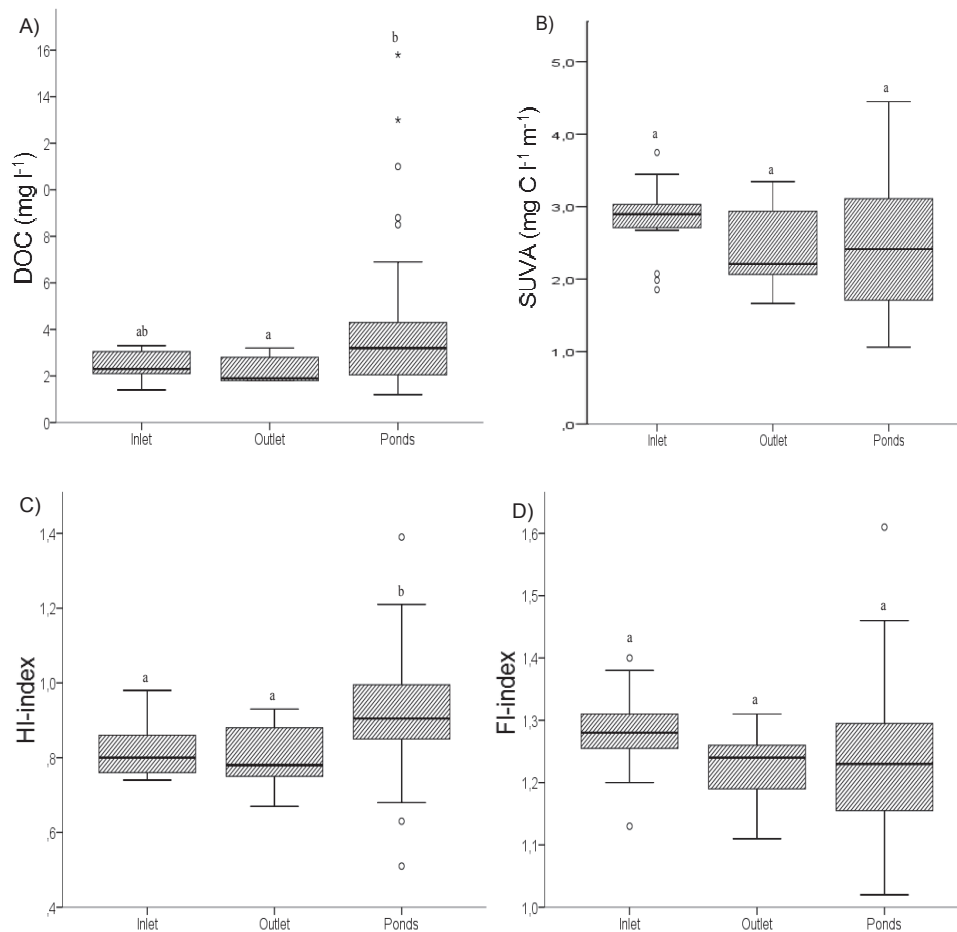 A)
DOC (mg l⁻¹)
16
14
2
0
8
6
4
2
0
ab
a
b
*
*
Inlet Outlet Ponds
B)
SUVA (mg C l⁻¹ m⁻¹)
5,0
4,0
3,0
2,0
1,0
,0
a
a
a
Inlet Outlet Ponds
C)
HI-index
1,4
1,2
1,0
,8
,6
,4
a
a
b
Inlet Outlet Ponds
D)
FI-index
1,6
1,5
1,4
1,3
1,2
1,1
1,0
a
a
a
Inlet Outlet Ponds